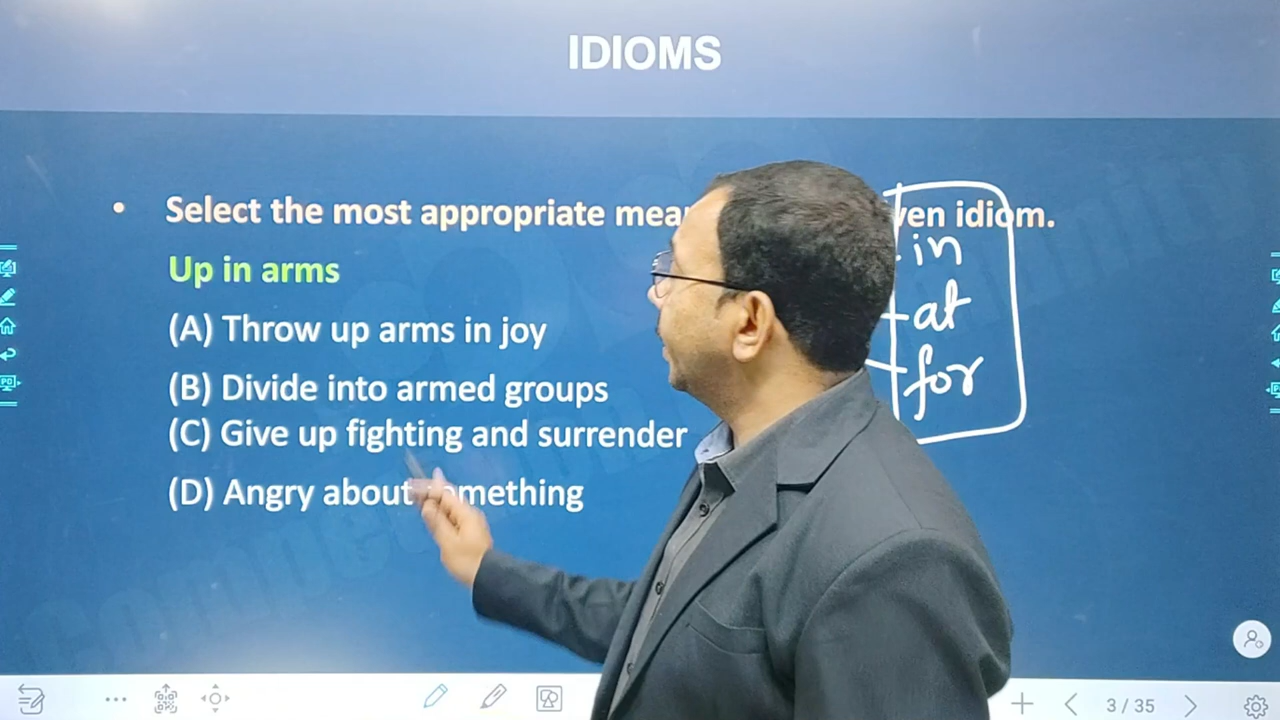 IDIOMS
• Select the most appropriate mea ven idiom.
Up in arms
(A) Throw up arms in joy
(B) Divide into armed groups
(C) Give up fighting and surrender
(D) Angry about something
in
at
for
3 / 35